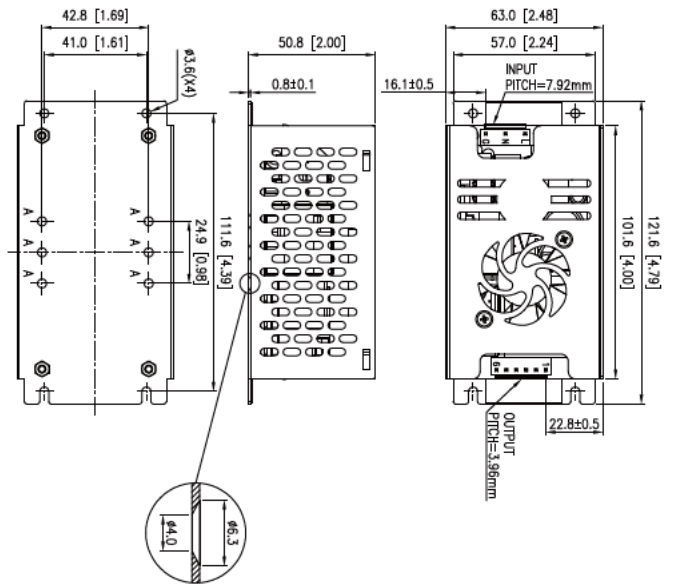 42.8 [1.69]
41.0 [1.61]
ø3.6(X4)
A
A
A
A
A
A
24.9 [0.98]
111.6 [4.39]
50.8 [2.00]
0.8±0.1
ø4.0
ø6.3
63.0 [2.48]
57.0 [2.24]
16.1±0.5
INPUT
PITCH=7.92mm
G N L
101.6 [4.00]
121.6 [4.79]
6 1
OUTPUT
PITCH=3.96mm
22.8±0.5